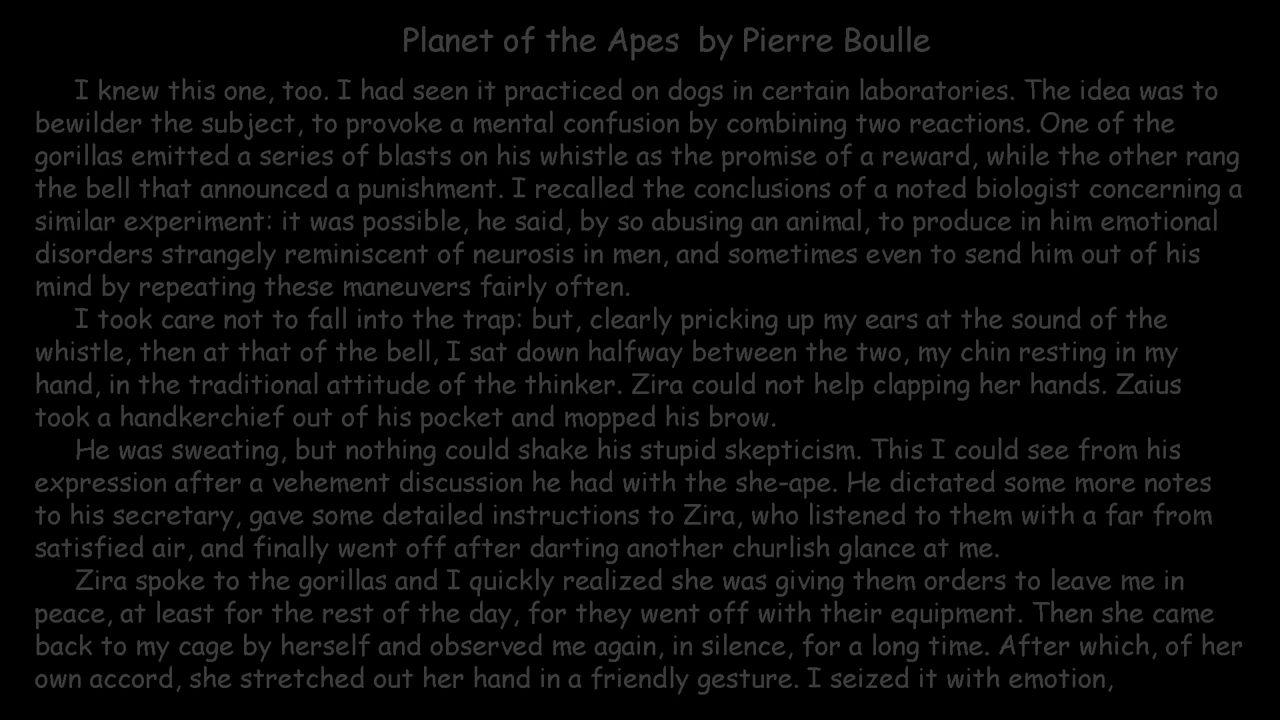 Planet of the Apes  by Pierre Boulle
I knew this one, too. I had seen it practiced on dogs in certain laboratories. The idea was to
bewilder the subject, to provoke a mental confusion by combining two reactions. One of the
gorillas emitted a series of blasts on his whistle as the promise of a reward, while the other rang
the bell that announced a punishment. I recalled the conclusions of a noted biologist concerning a
similar experiment: it was possible, he said, by so abusing an animal, to produce in him emotional
disorders strangely reminiscent of neurosis in men, and sometimes even to send him out of his
mind by repeating these maneuvers fairly often.
I took care not to fall into the trap: but, clearly pricking up my ears at the sound of the
whistle, then at that of the bell, I sat down halfway between the two, my chin resting in my
hand, in the traditional attitude of the thinker. Zira could not help clapping her hands. Zaius
took a handkerchief out of his pocket and mopped his brow.
He was sweating, but nothing could shake his stupid skepticism. This I could see from his
expression after a vehement discussion he had with the she-ape. He dictated some more notes
to his secretary, gave some detailed instructions to Zira, who listened to them with a far from
satisfied air, and finally went off after darting another churlish glance at me.
Zira spoke to the gorillas and I quickly realized she was giving them orders to leave me in
peace, at least for the rest of the day, for they went off with their equipment. Then she came
back to my cage by herself and observed me again, in silence, for a long time. After which, of her
own accord, she stretched out her hand in a friendly gesture. I seized it with emotion,